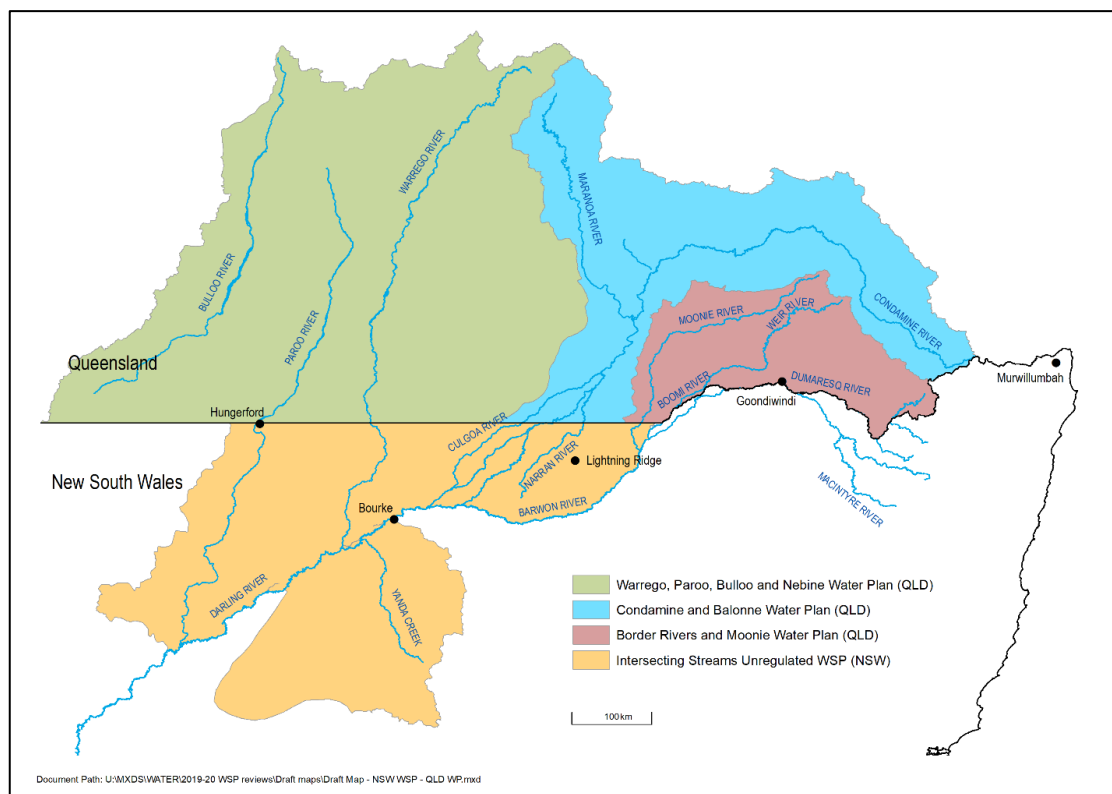 WARREGO RIVER
MARANOA RIVER
BULLOO RIVER
PAROO RIVER
CONDAMINE RIVER
MOONIE RIVER
WEIR RIVER
Queensland
Murwillumbah
BOOMI RIVER
DUMARESQ RIVER
Goondiwindi
Hungerford
CULGOA RIVER
NARRAN RIVER
Lightning Ridge
New South Wales
MACINTYRE RIVER
Bourke
BARWON RIVER
DARLING RIVER
YANDA CREEK
Warrego, Paroo, Bulloo and Nebine Water Plan (QLD)
Condamine and Balonne Water Plan (QLD)
Border Rivers and Moonie Water Plan (QLD)
Intersecting Streams Unregulated WSP (NSW)
100 km
Document Path: U:\MXDS\WATER\2019-20 WSP reviews\Draft maps\Draft Map - NSW WSP - QLD WP.mxd